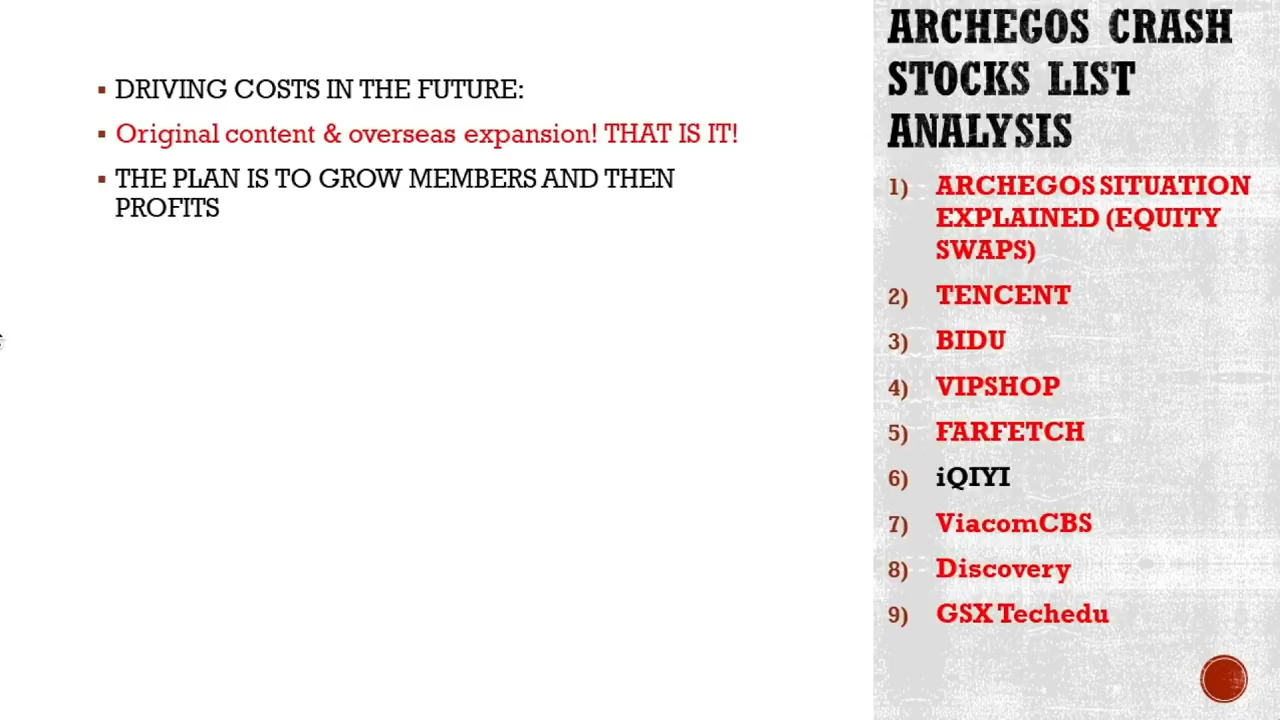 DRIVING COSTS IN THE FUTURE:
Original content & overseas expansion! THAT IS IT!
THE PLAN IS TO GROW MEMBERS AND THEN
PROFITS
ARCHEGOS CRASH
STOCKS LIST
ANALYSIS
1) ARCHEGOS SITUATION
EXPLAINED (EQUITY
SWAPS)
2) TENCENT
3) BIDU
4) VIPSHOP
5) FARFETCH
6) iQIYI
7) ViacomCBS
8) Discovery
9) GSX Techedu